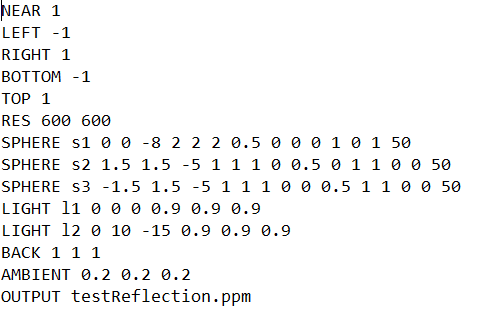 NEAR 1
LEFT -1
RIGHT 1
BOTTOM -1
TOP 1
RES 600 600
SPHERE s1 0 0 -8 2 2 2 0.5 0 0 0 1 0 1 50
SPHERE s2 1.5 1.5 -5 1 1 1 0 0.5 0 1 1 0 0 50
SPHERE s3 -1.5 1.5 -5 1 1 1 0 0 0.5 1 1 0 0 50
LIGHT l1 0 0 0 0.9 0.9 0.9
LIGHT l2 0 10 -15 0.9 0.9 0.9
BACK 1 1 1
AMBIENT 0.2 0.2 0.2
OUTPUT testReflection.ppm